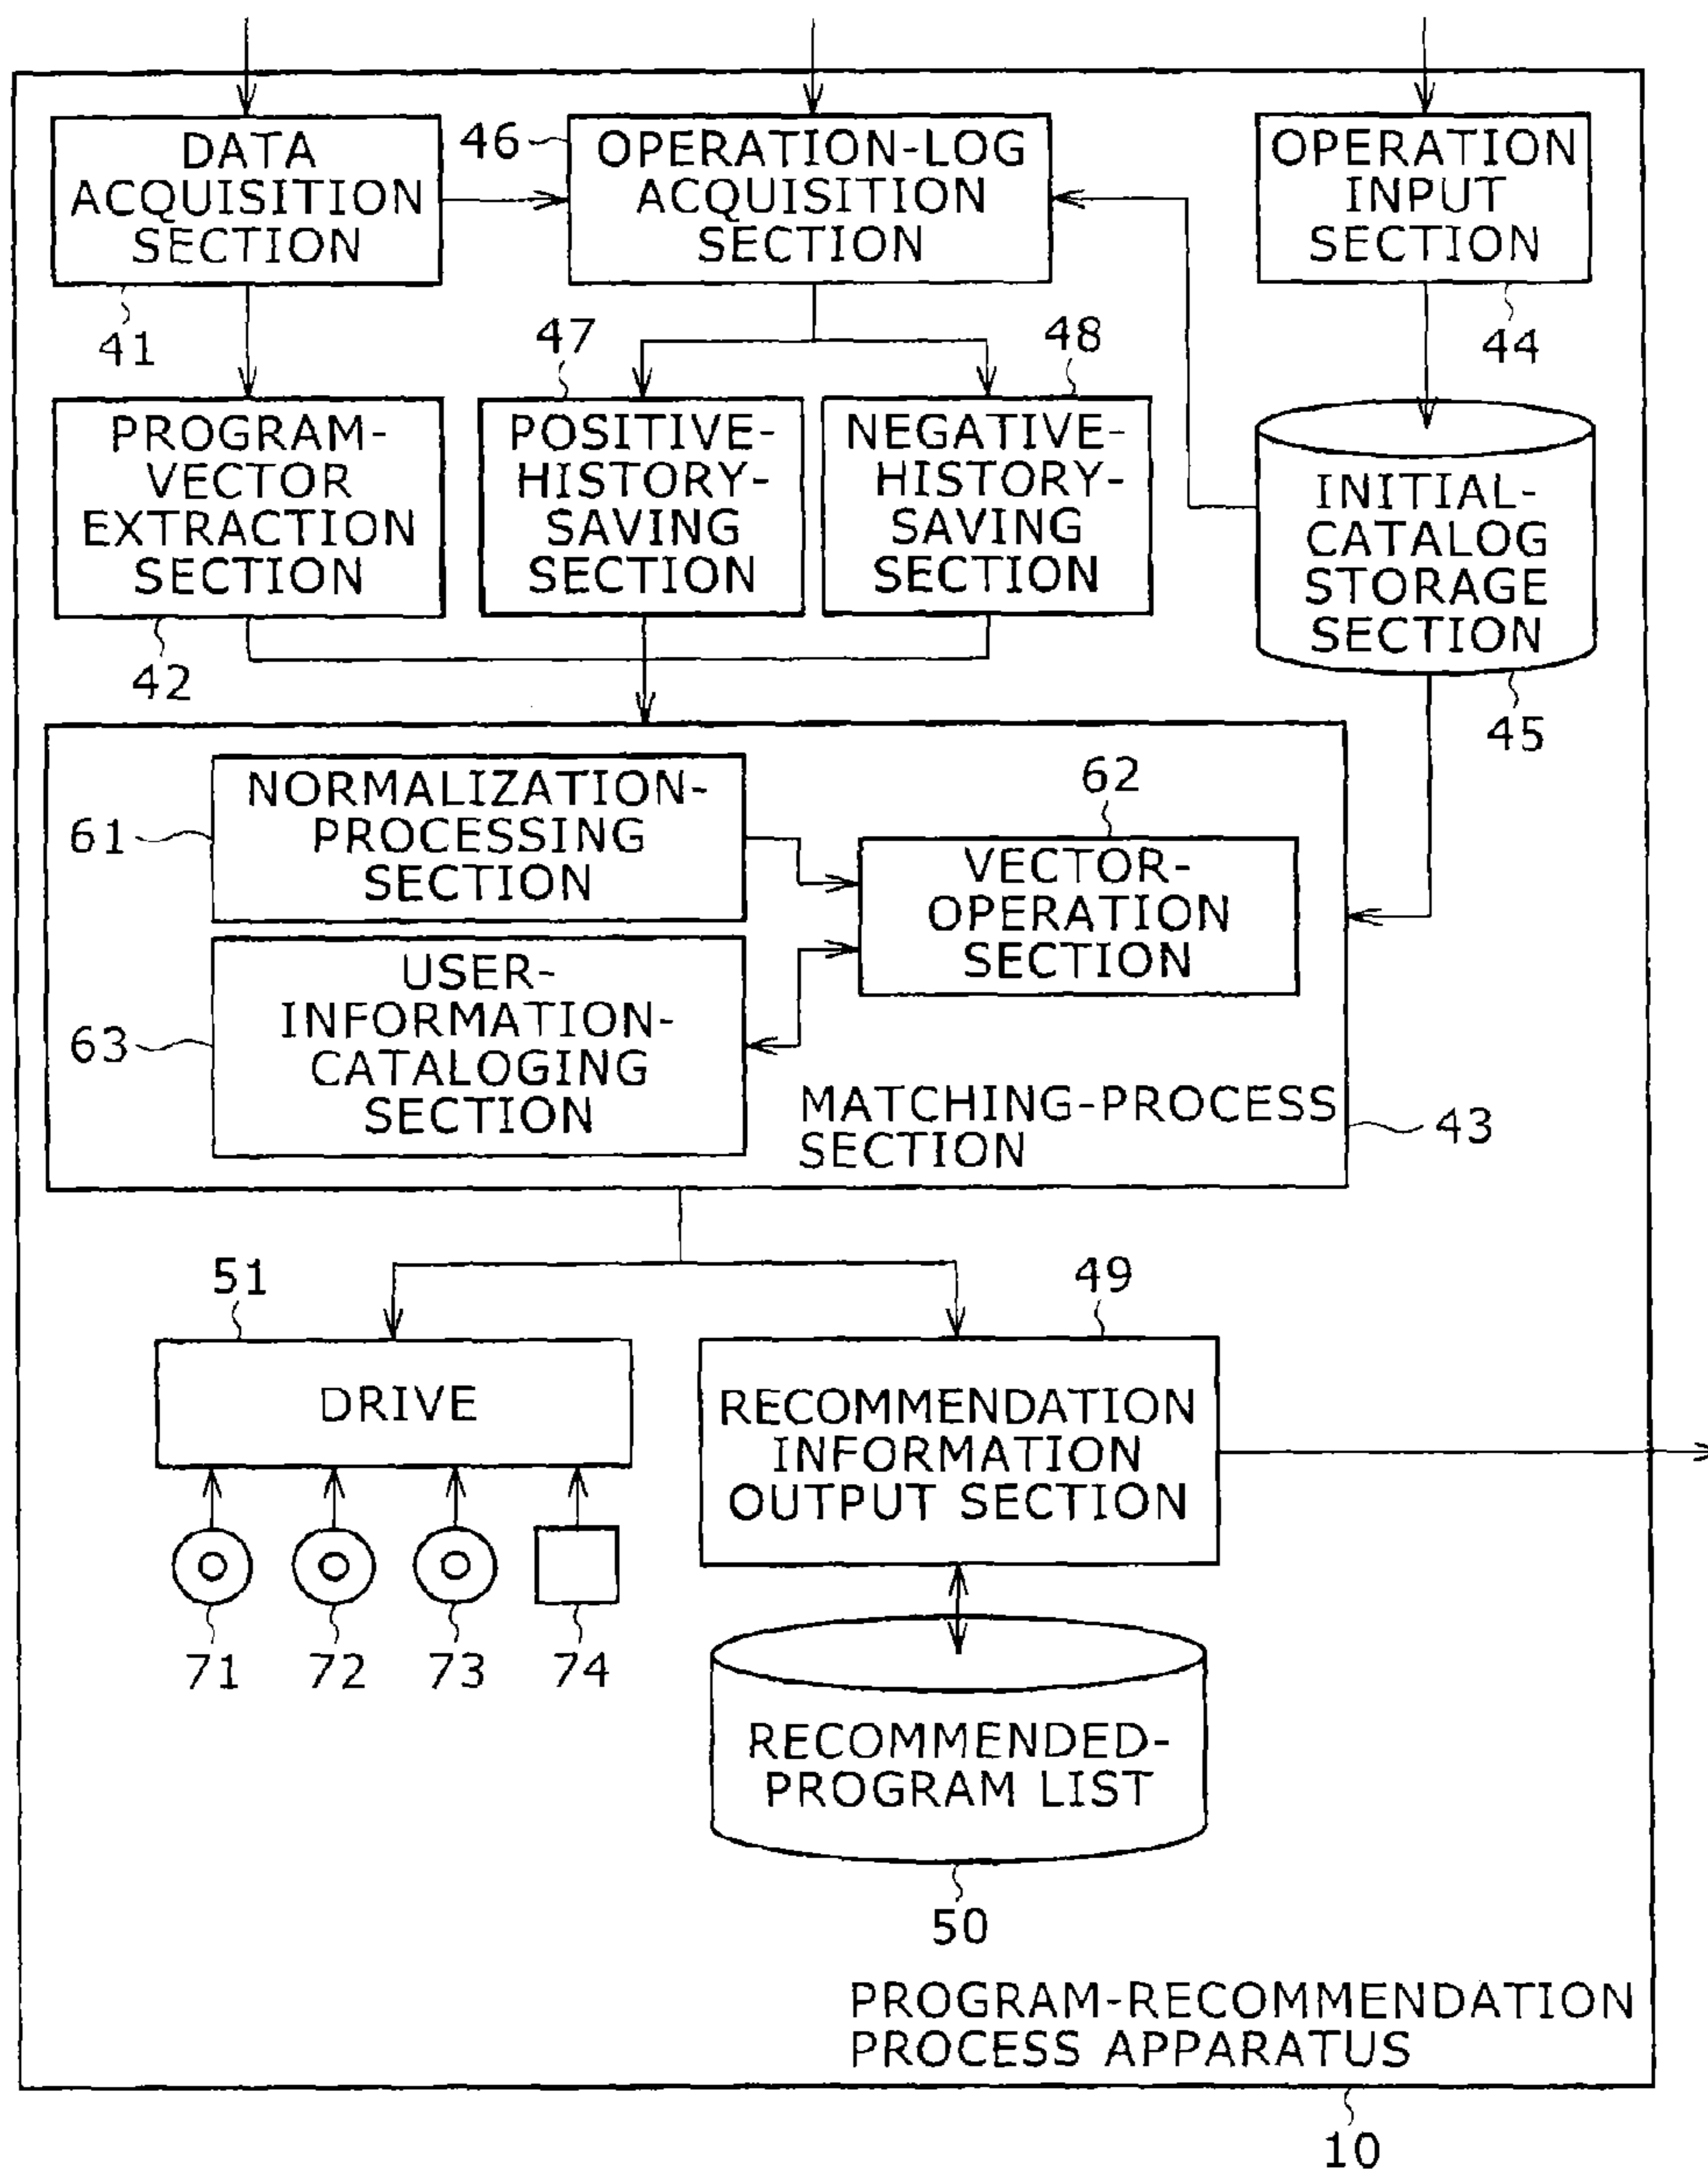 DATA
ACQUISITION
SECTION
41
46
OPERATION-LOG
ACQUISITION
SECTION
OPERATION
INPUT
SECTION
44
47
48
PROGRAM-
VECTOR
EXTRACTION
SECTION
42
POSITIVE-
HISTORY-
SAVING
SECTION
NEGATIVE-
HISTORY-
SAVING
SECTION
INITIAL-
CATALOG
STORAGE
SECTION
45
61
NORMALIZATION-
PROCESSING
SECTION
62
VECTOR-
OPERATION
SECTION
63
USER-
INFORMATION-
CATALOGING
SECTION
MATCHING-PROCESS
SECTION
43
51
DRIVE
49
RECOMMENDATION
INFORMATION
OUTPUT SECTION
71
72
73
74
RECOMMENDED-
PROGRAM LIST
50
PROGRAM-RECOMMENDATION
PROCESS APPARATUS
10